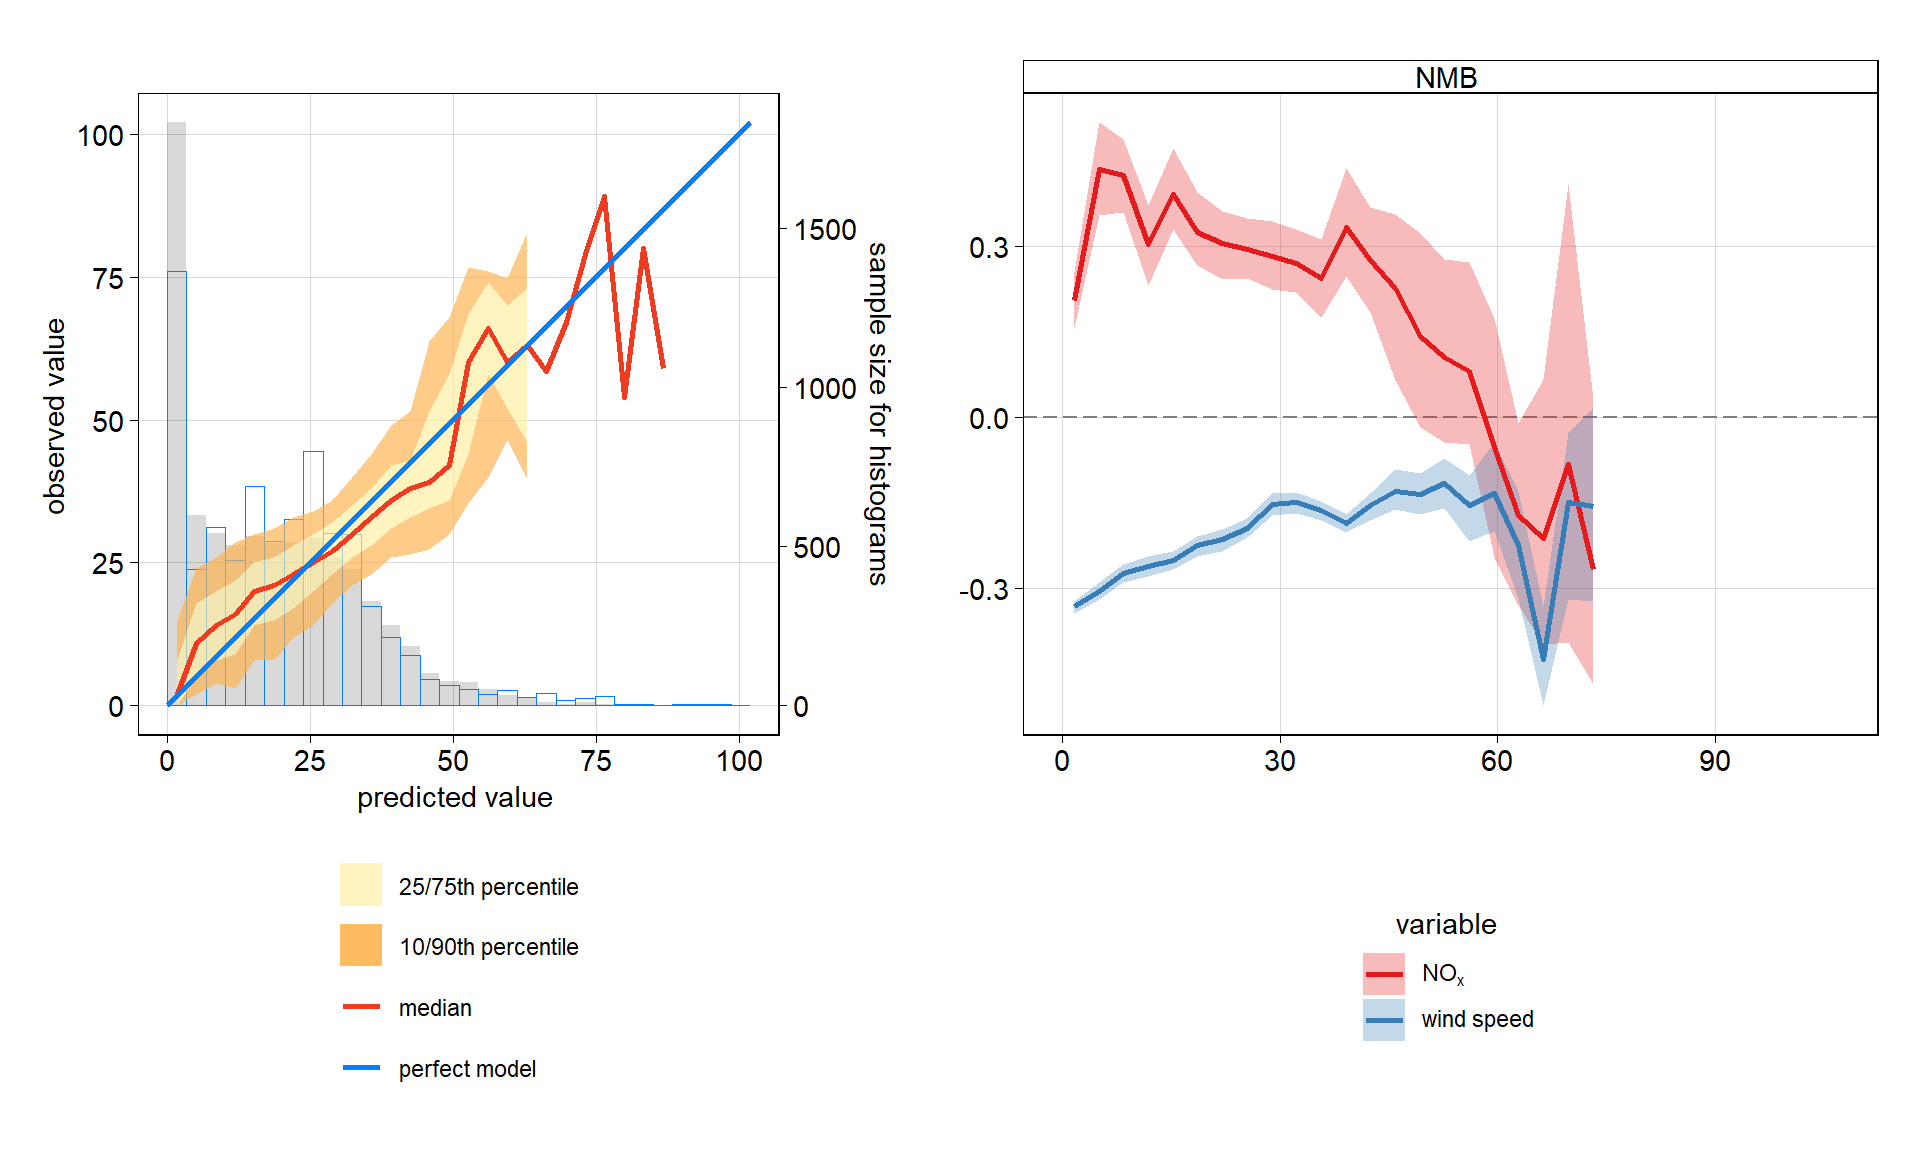 NMB
100
75
50
25
0
observed value
1500
1000
500
0
sample size for histograms
0 25 50 75 100
predicted value
25/75th percentile
10/90th percentile
median
perfect model
0.3
0.0
-0.3
0 30 60 90
variable
NOx
wind speed